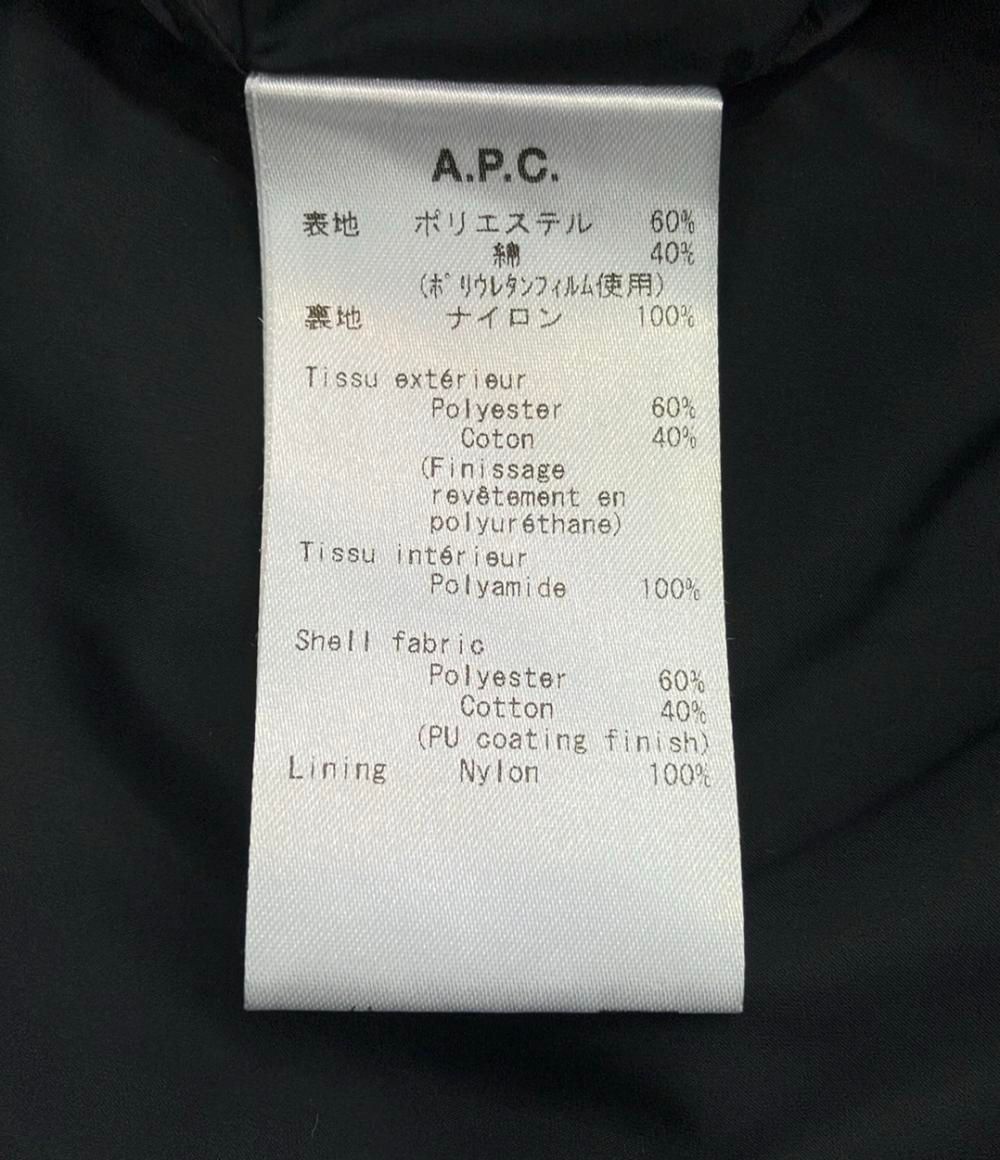 A.P.C.
表地 ポリエステル 60%
綿 40%
(ポリウレタンフィルム使用)
裏地 ナイロン 100%
Tissu extérieur
Polyester 60%
Coton 40%
(Finissage
revêtement en
polyuréthane)
Tissu intérieur
Polyamide 100%
Shell fabric
Polyester 60%
Cotton 40%
(PU coating finish)
Lining Nylon 100%